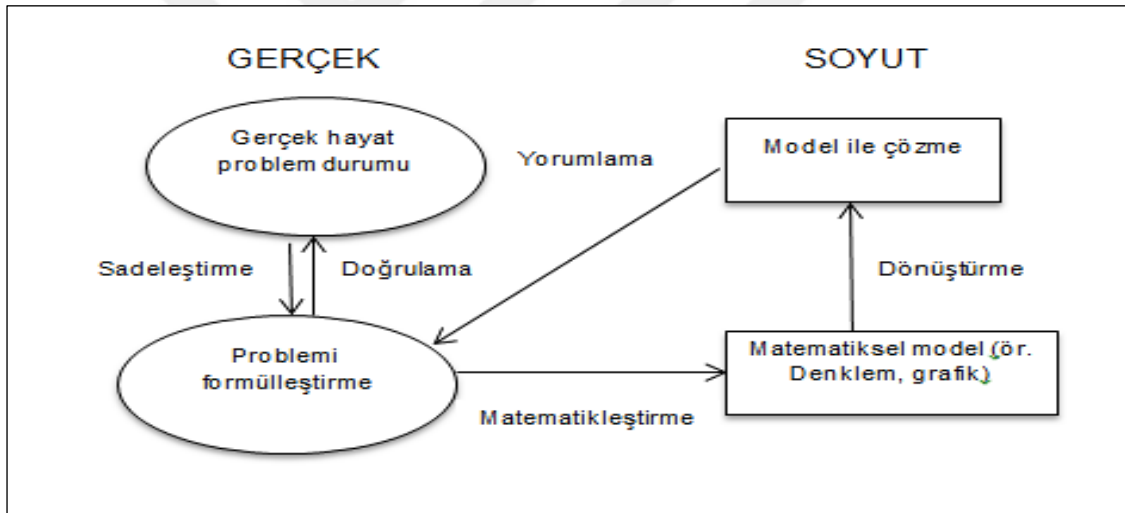 GERÇEK
SOYUT
Gerçek hayat
problem durumu
Yorumlama
Model ile çözme
Sadeleştirme
Doğrulama
Dönüştürme
Problemi
formülleştirme
Matematiksel model (ör.
Denklem, grafik)
Matematikleştirme